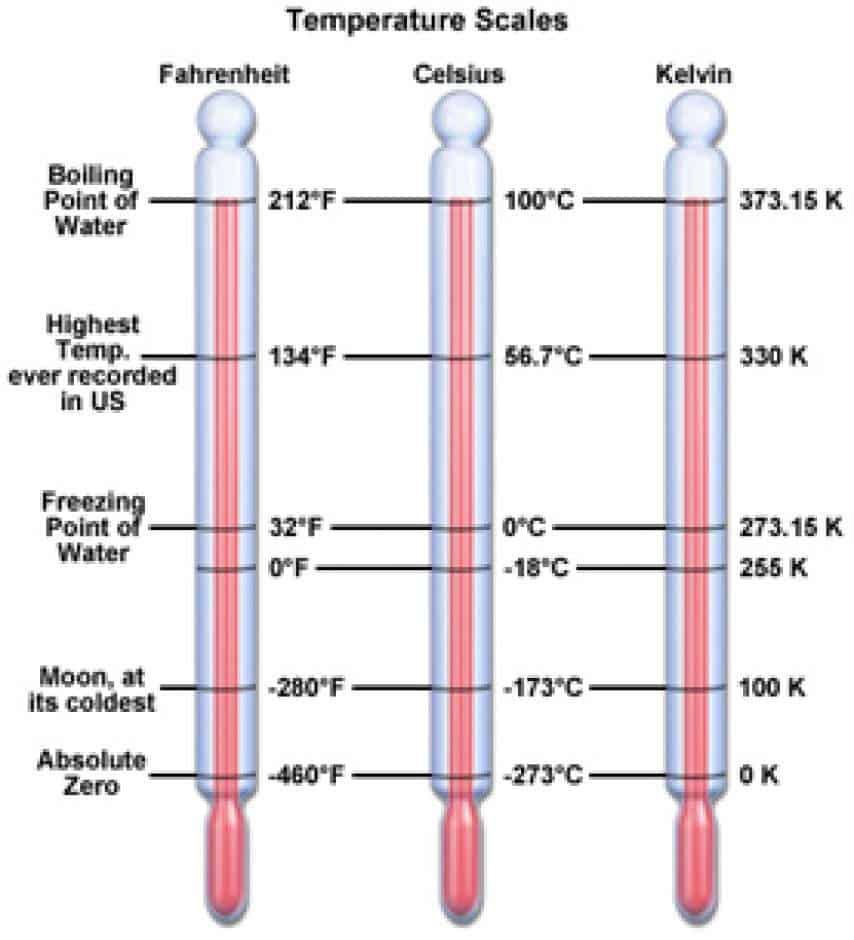 Temperature Scales
Fahrenheit Celsius Kelvin
Boiling
Point of
Water
212°F 100°C 373.15 K
Highest
Temp.
ever recorded
in US
134°F 56.7°C 330 K
Freezing
Point of
Water
32°F 0°C 273.15 K
0°F -18°C 255 K
Moon, at
its coldest
-280°F -173°C 100 K
Absolute
Zero
-460°F -273°C 0 K